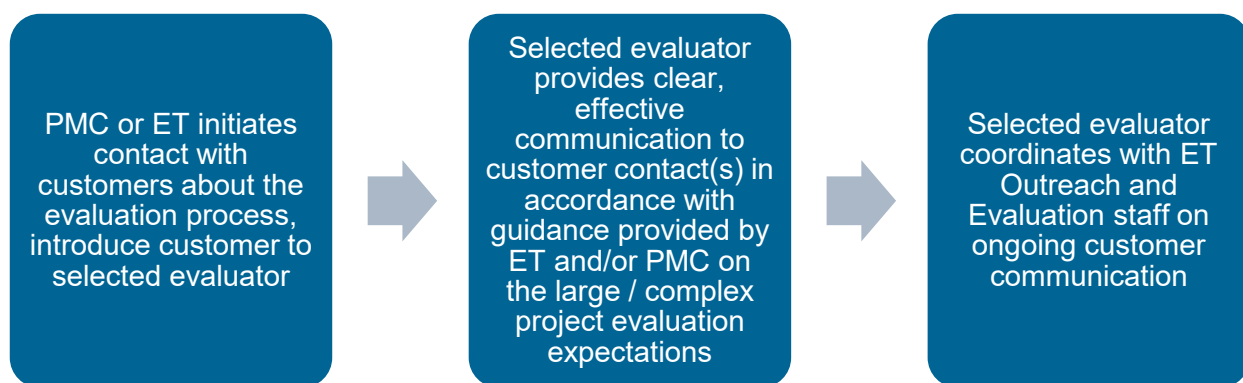 PMC or ET initiates
contact with
customers about the
evaluation process,
introduce customer to
selected evaluator
Selected evaluator
provides clear,
effective
communication to
customer contact(s) in
accordance with
guidance provided by
ET and/or PMC on
the large / complex
project evaluation
expectations
Selected evaluator
coordinates with ET
Outreach and
Evaluation staff on
ongoing customer
communication